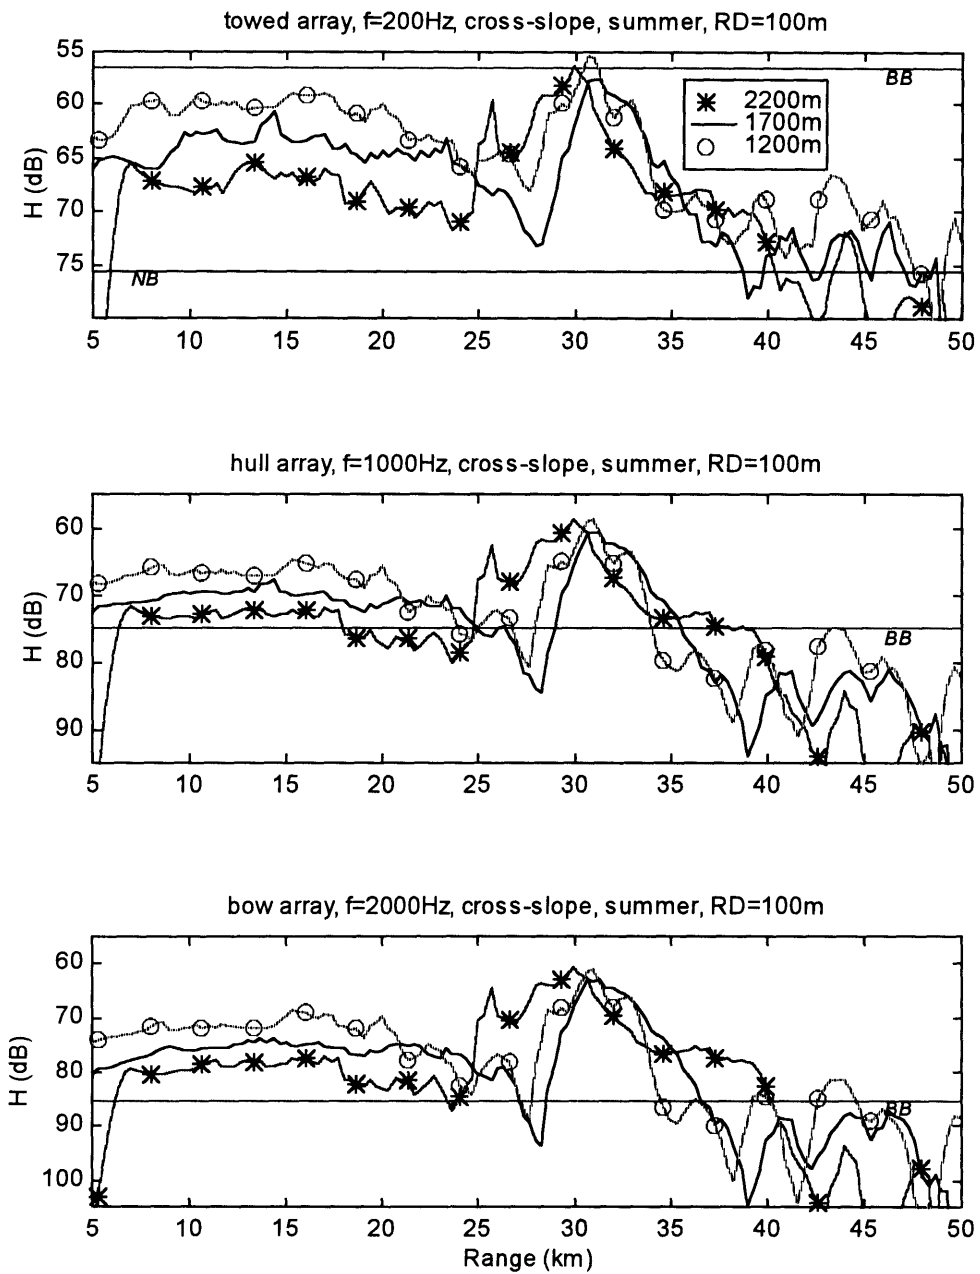 towed array, f=200Hz, cross-slope, summer, RD=100m
55
60
65
70
75
H (dB)
BB
NB
2200m
1700m
1200m
5 10 15 20 25 30 35 40 45 50
hull array, f=1000Hz, cross-slope, summer, RD=100m
60
70
80
90
H (dB)
BB
5 10 15 20 25 30 35 40 45 50
bow array, f=2000Hz, cross-slope, summer, RD=100m
60
70
80
90
100
H (dB)
BB
5 10 15 20 25 30 35 40 45 50
Range (km)